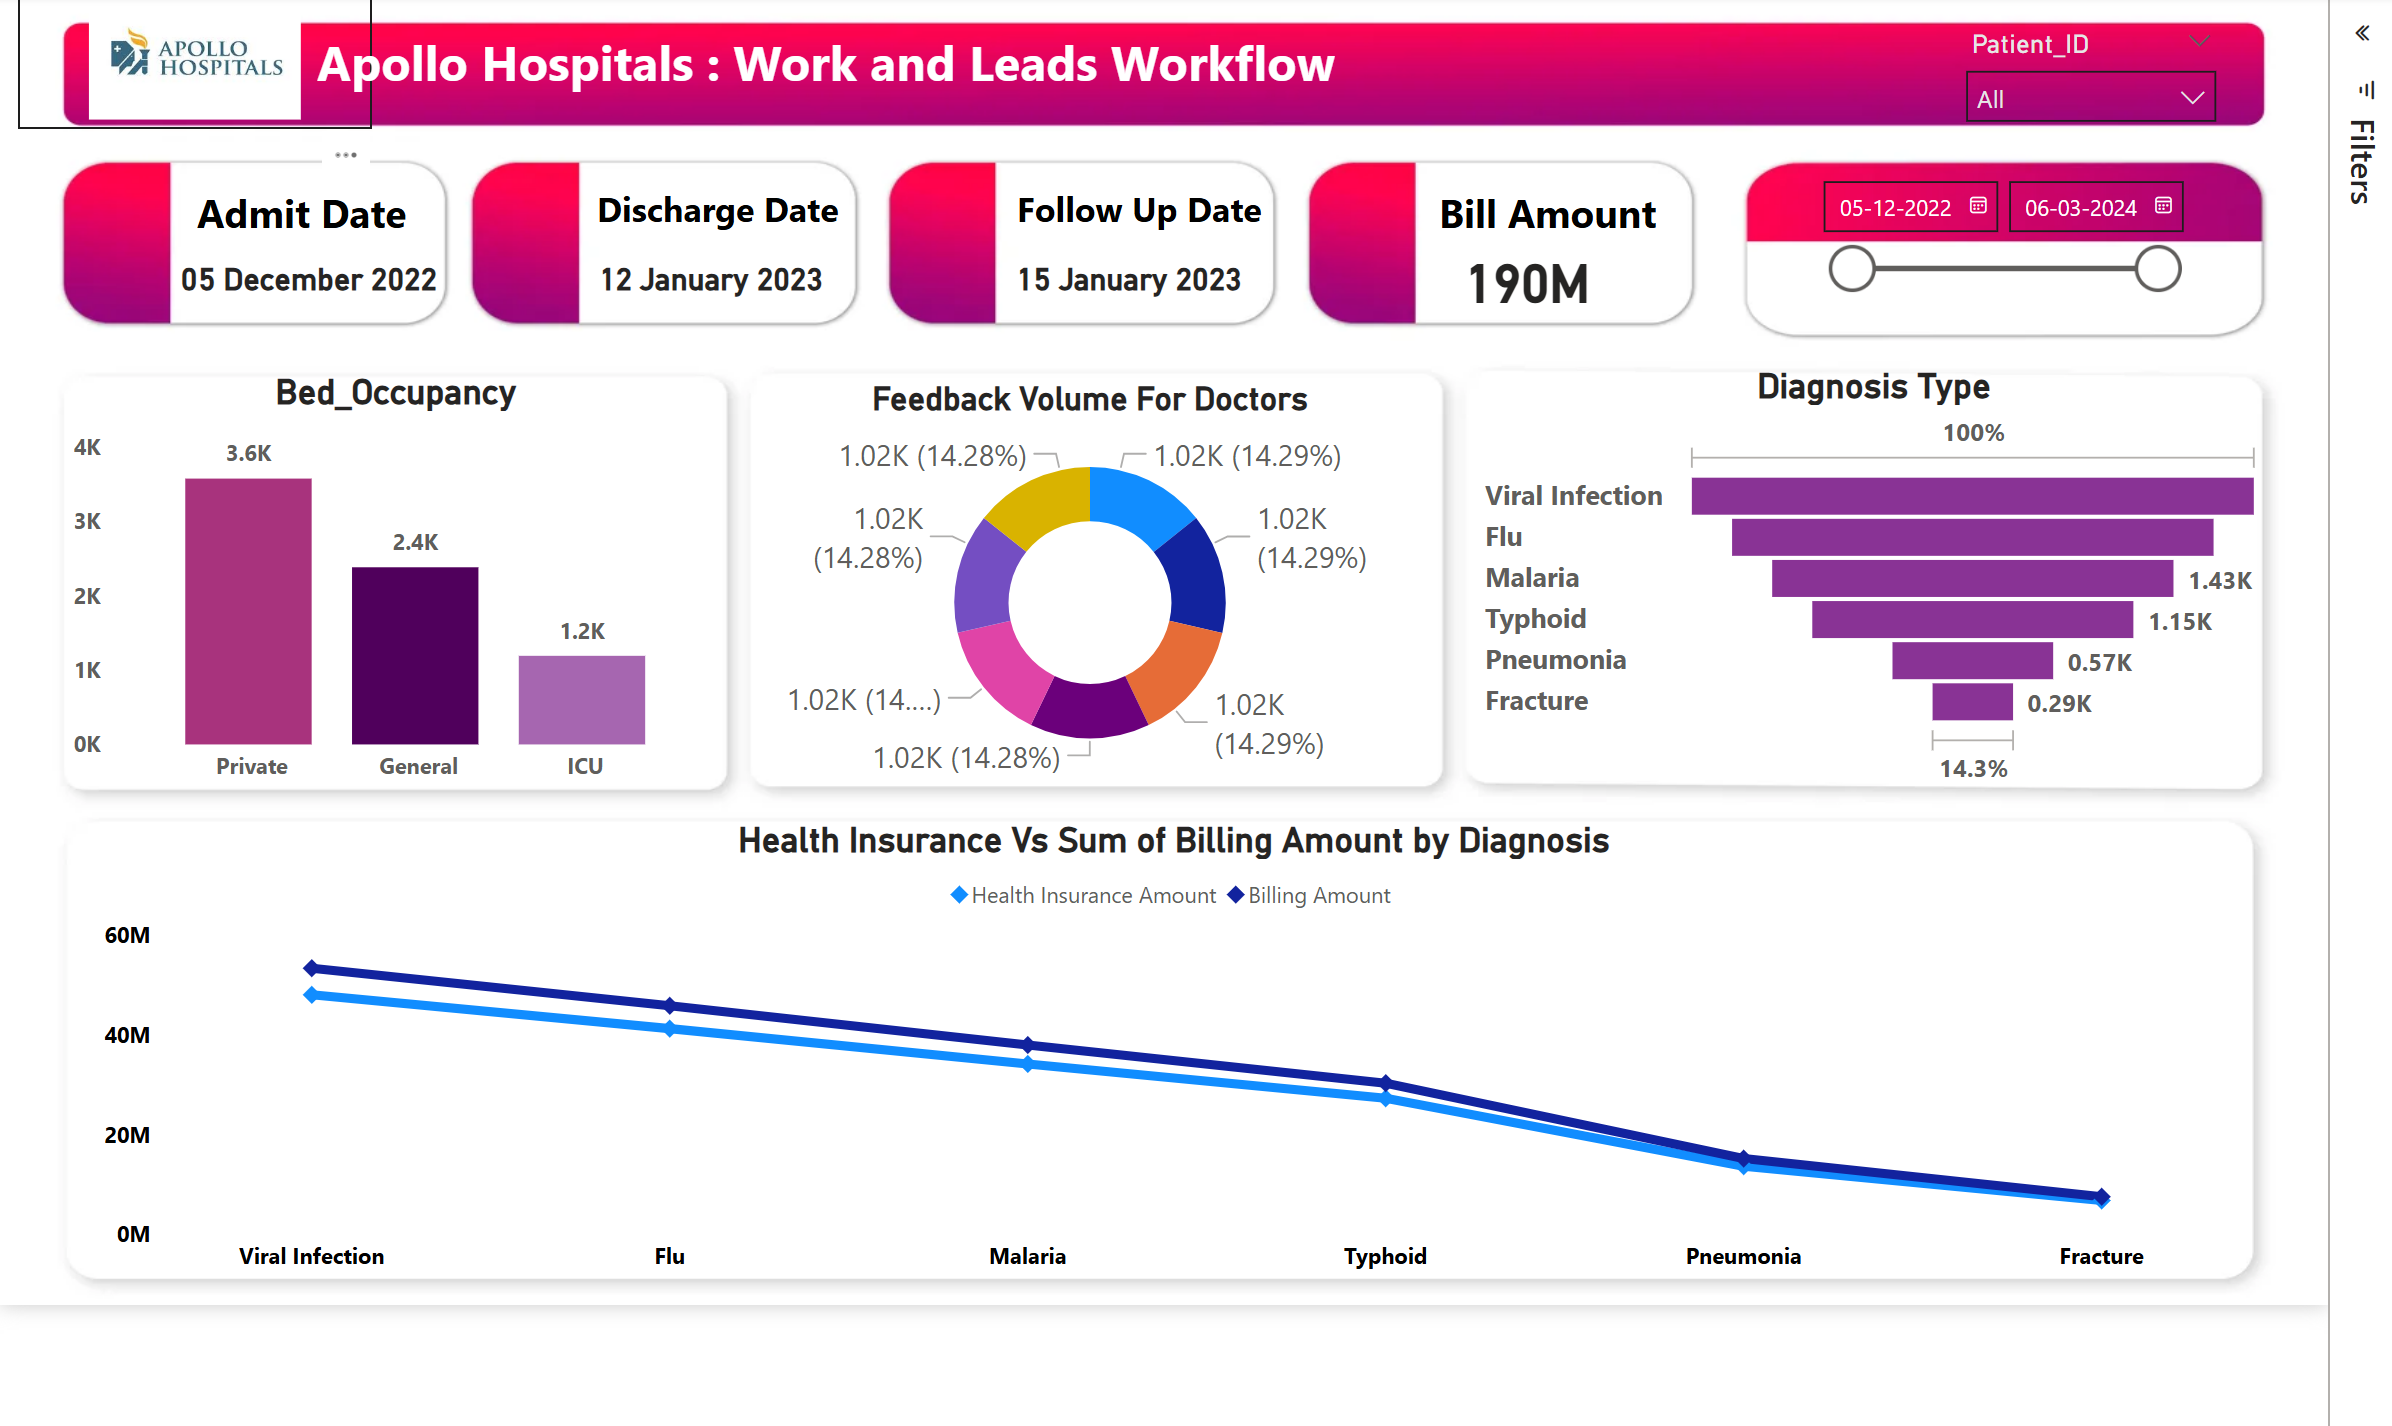 APOLLO
HOSPITALS
Apollo Hospitals : Work and Leads Workflow
Patient_ID
All
Filters
Admit Date
05 December 2022
Discharge Date
12 January 2023
Follow Up Date
15 January 2023
Bill Amount
190M
05-12-2022
06-03-2024
Bed_Occupancy
4K
3K
2K
1K
0K
3.6K
2.4K
1.2K
Private
General
ICU
Feedback Volume For Doctors
1.02K (14.28%)
1.02K (14.29%)
1.02K
(14.28%)
1.02K
(14.29%)
1.02K (14....)
1.02K
(14.29%)
1.02K (14.28%)
Diagnosis Type
100%
Viral Infection
Flu
Malaria
1.43K
Typhoid
1.15K
Pneumonia
0.57K
Fracture
0.29K
14.3%
Health Insurance Vs Sum of Billing Amount by Diagnosis
Health Insurance Amount
Billing Amount
60M
40M
20M
0M
Viral Infection
Flu
Malaria
Typhoid
Pneumonia
Fracture